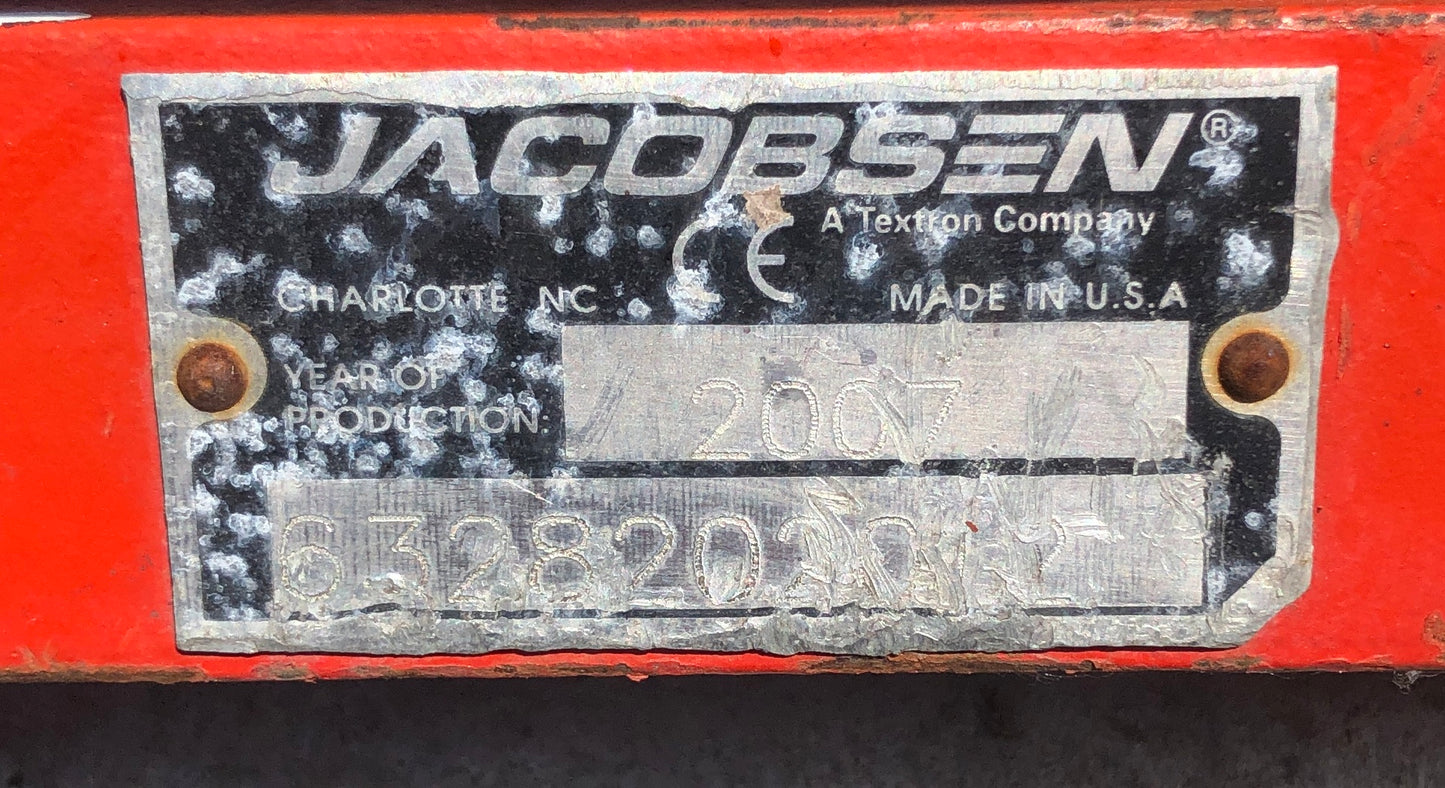 JACOBSEN®
A Textron Company
CE
CHARLOTTE NC MADE IN U.S.A
YEAR OF
PRODUCTION: 2007